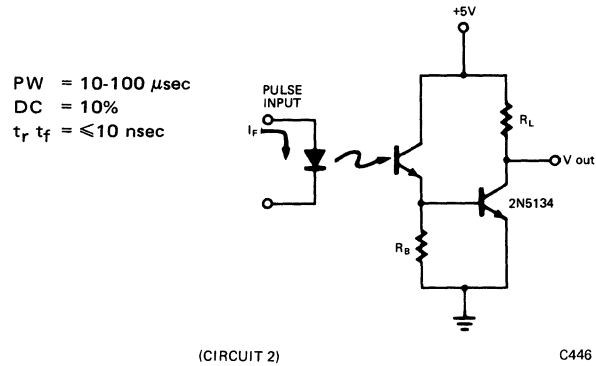 +5V
PW = 10-100 μsec
DC = 10%
tr tf = ≤10 nsec
PULSE
INPUT
IF
RL
V out
2N5134
RB
(CIRCUIT 2)
C446